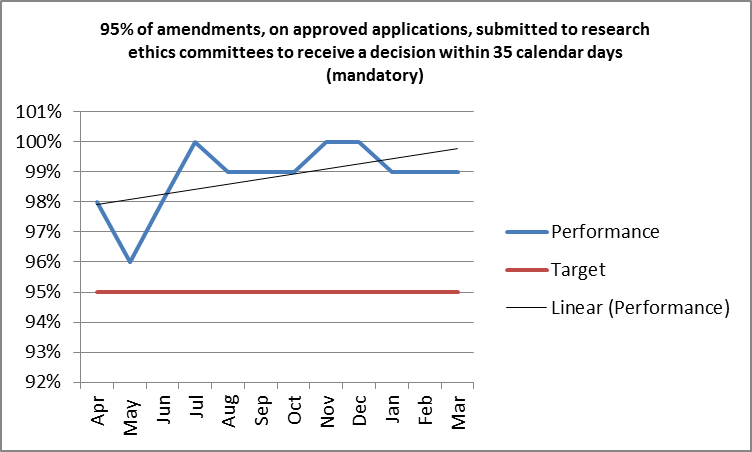 95% of amendments, on approved applications, submitted to research
ethics committees to receive a decision within 35 calendar days
(mandatory)
101%
100%
99%
98%
97%
96%
95%
94%
93%
92%
Apr
May
Jun
Jul
Aug
Sep
Oct
Nov
Dec
Jan
Feb
Mar
Performance
Target
Linear (Performance)